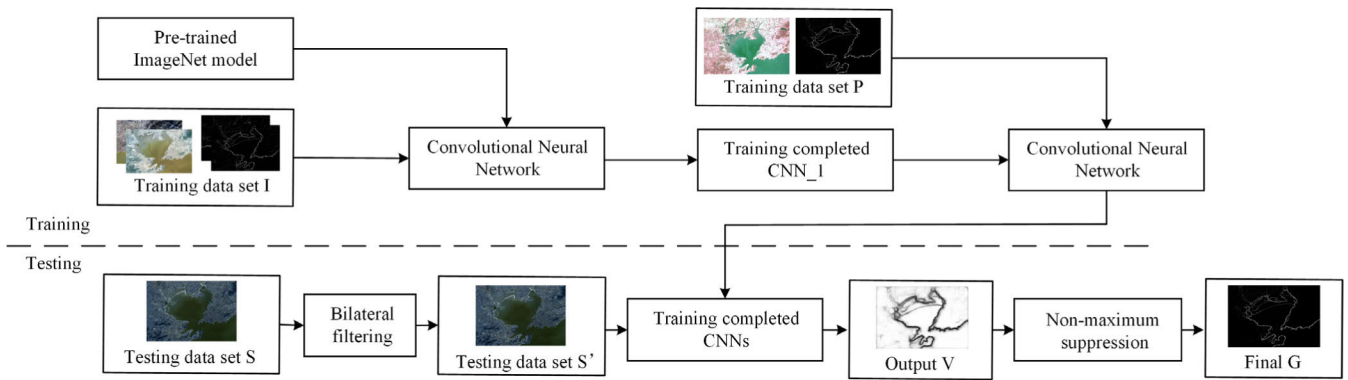 Pre-trained
ImageNet model
Training data set P
Training data set I
Convolutional Neural
Network
Training completed
CNN_1
Convolutional Neural
Network
Training
Testing
Testing data set S
Bilateral
filtering
Testing data set S’
Training completed
CNNs
Output V
Non-maximum
suppression
Final G